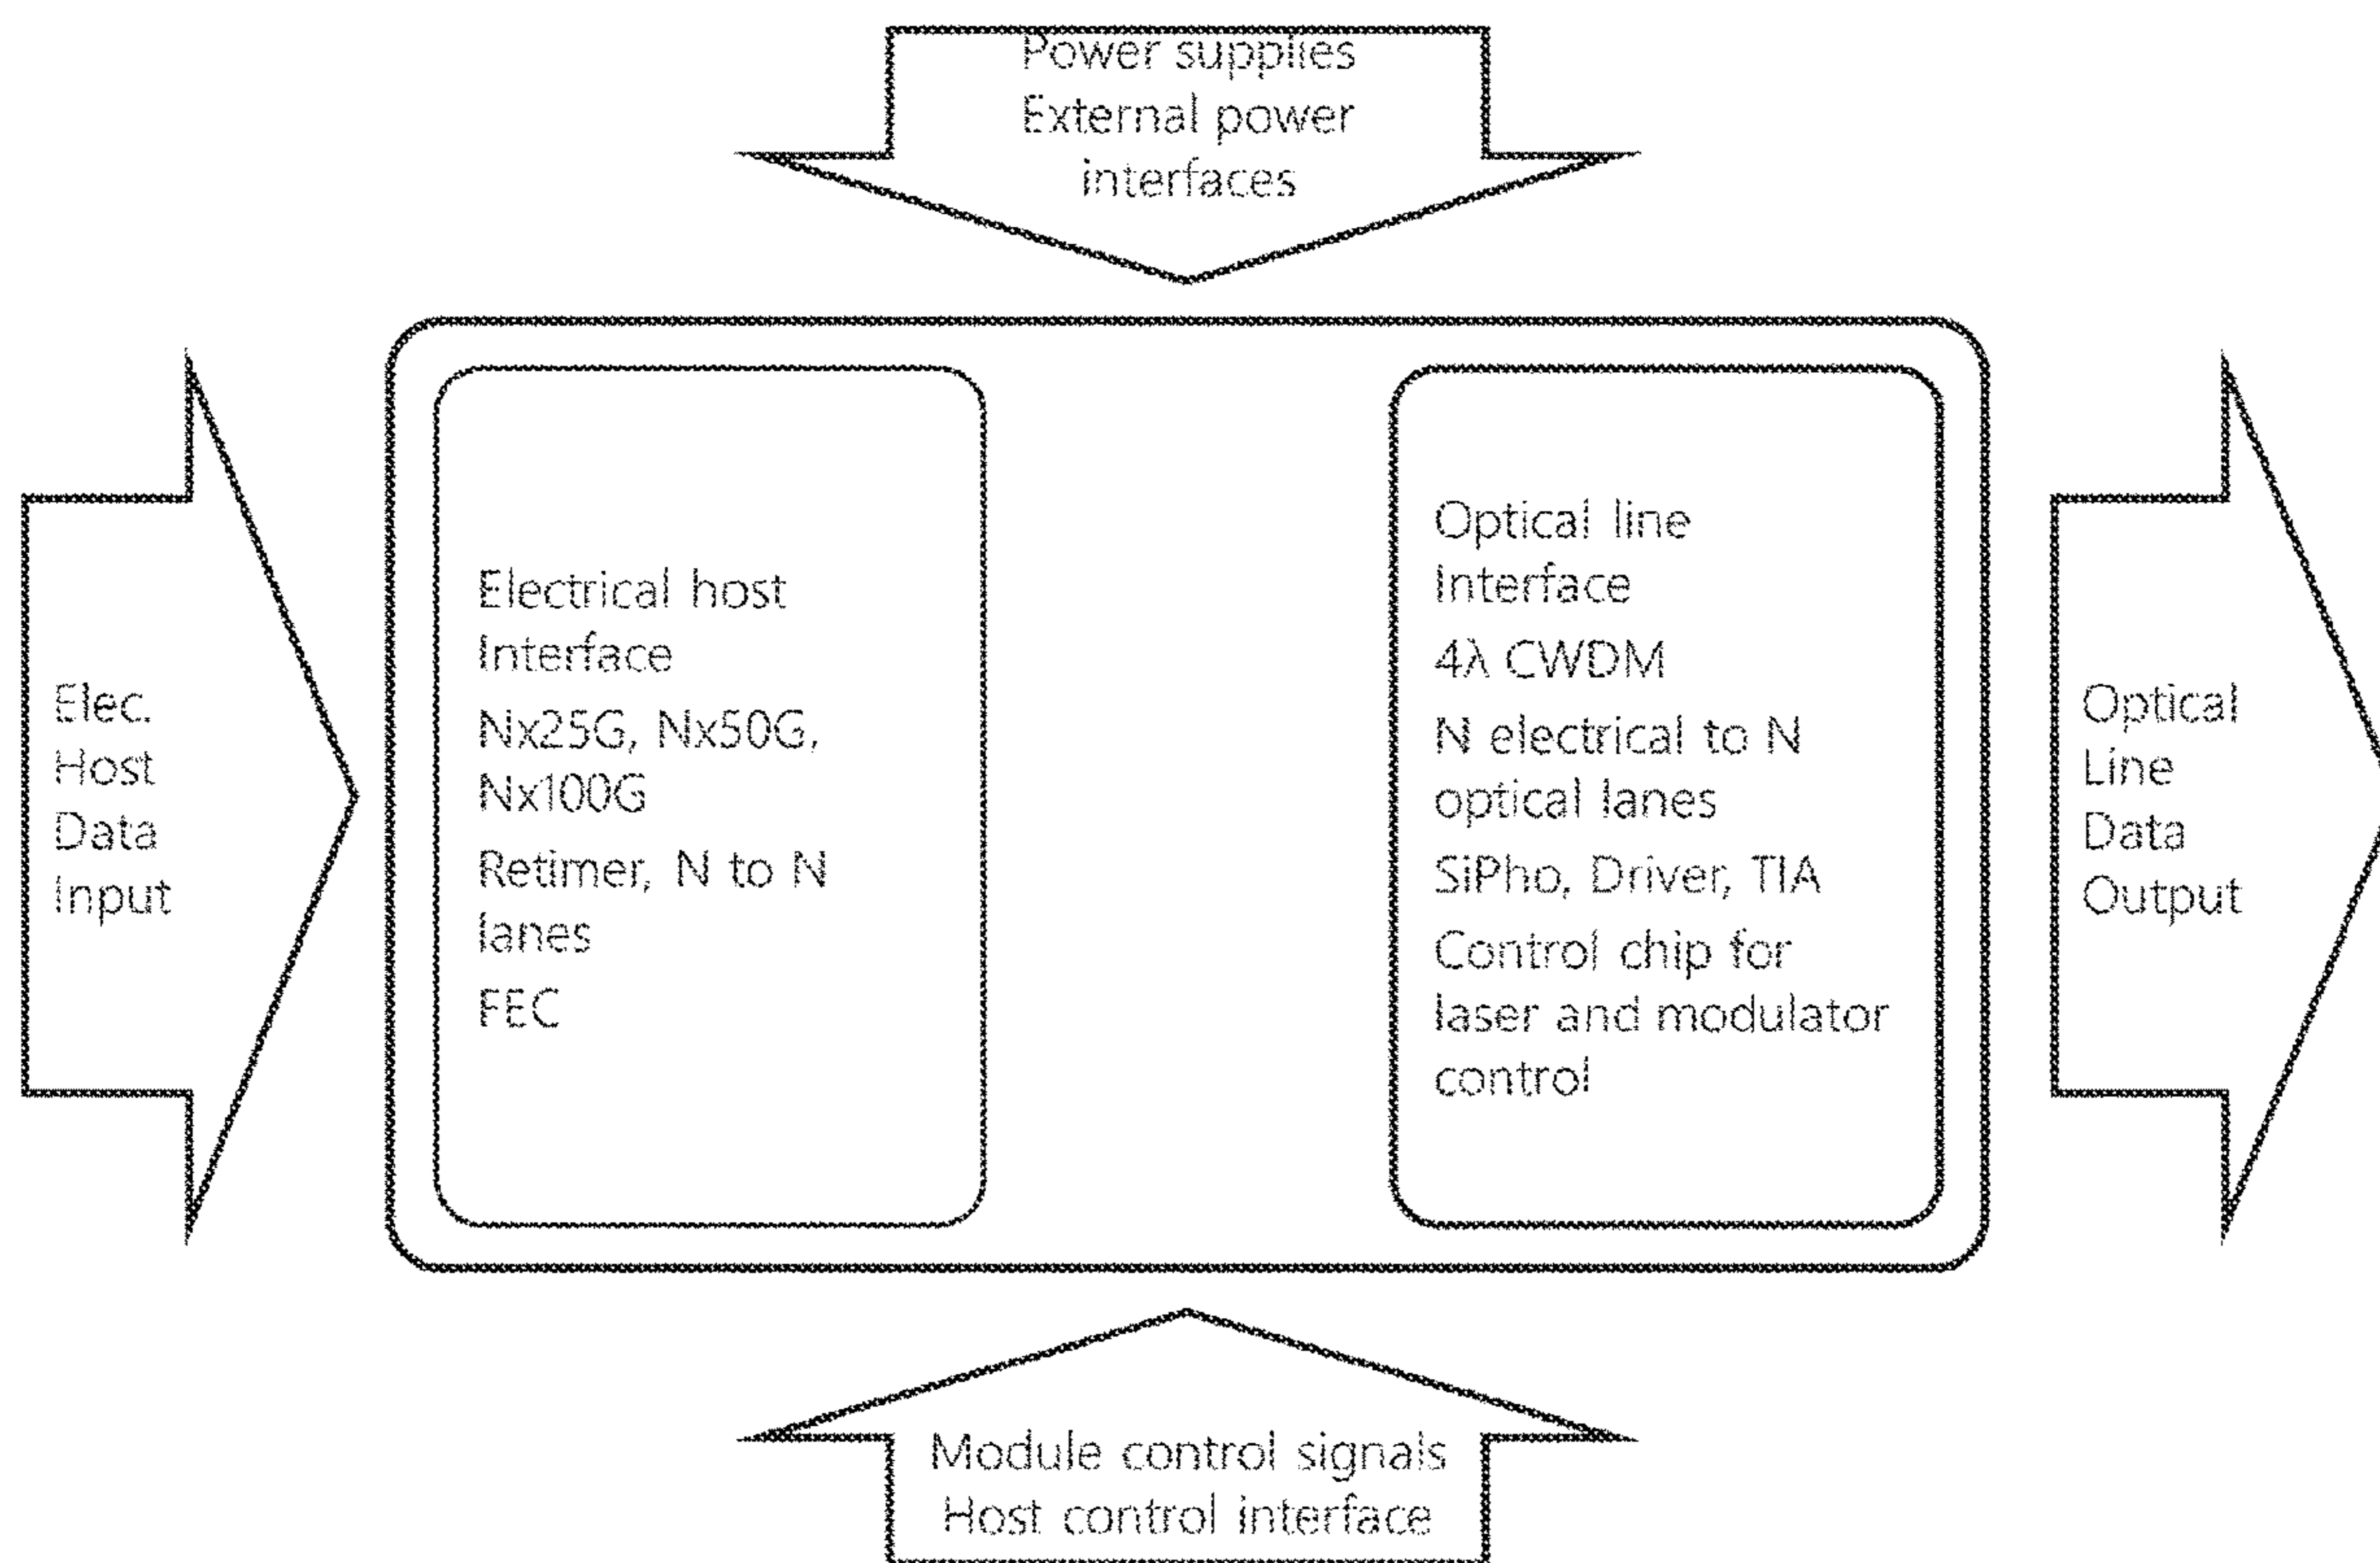 Power supplies
External power
interfaces
Elec.
Host
Data
Input
Electrical host
Interface
Nx25G, Nx50G,
Nx100G
Retimer, N to N
lanes
FEC
Optical line
Interface
4λ CWDM
N electrical to N
optical lanes
SiPho, Driver, TIA
Control chip for
laser and modulator
control
Optical
Line
Data
Output
Module control signals
Host control interface